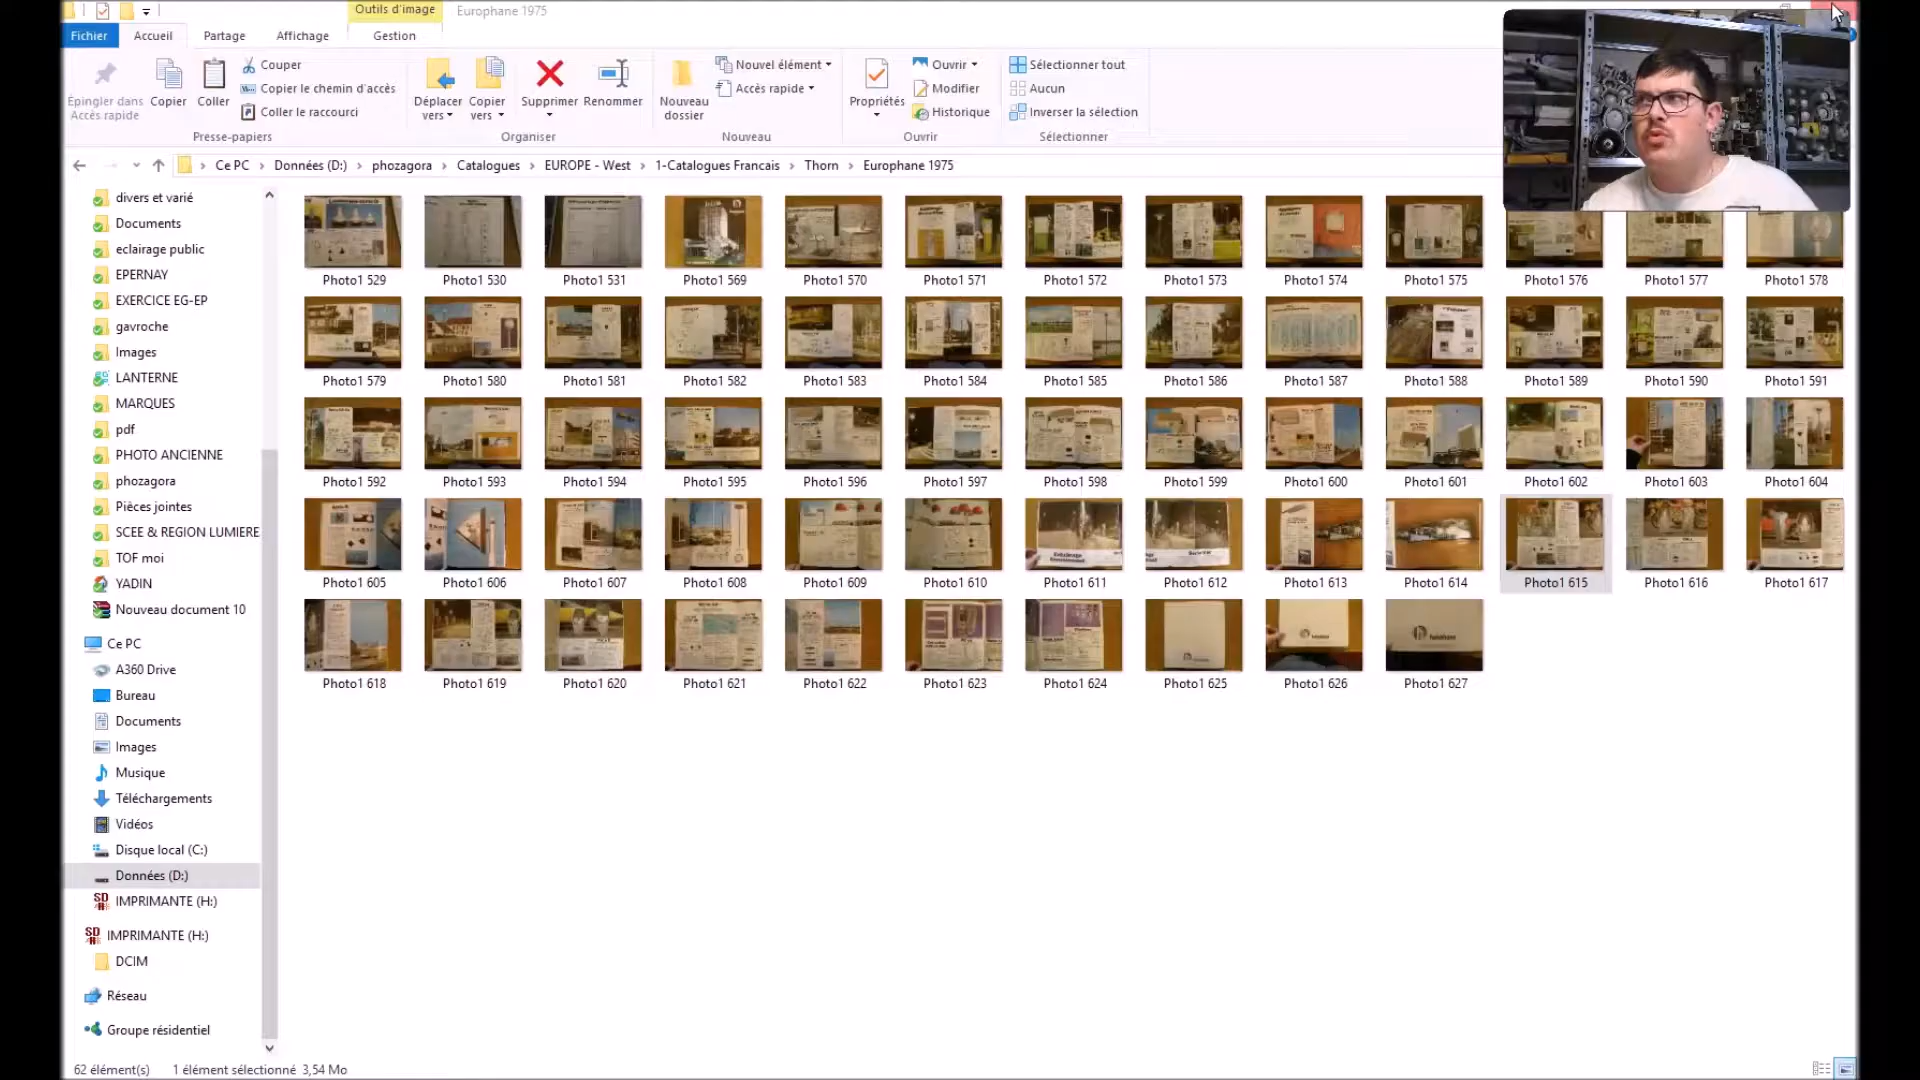 Outils d'image
Europhane 1975
Fichier
Accueil
Partage
Affichage
Gestion
Épingler dans
Accès rapide
Copier
Coller
Couper
Copier le chemin d'accès
Coller le raccourci
Presse-papiers
Déplacer
vers
Copier
vers
Supprimer
Renommer
Organiser
Nouveau
dossier
Nouvel élément
Accès rapide
Nouveau
Propriétés
Ouvrir
Modifier
Historique
Ouvrir
Sélectionner tout
Aucun
Inverser la sélection
Sélectionner
Ce PC
Données (D:)
phozagora
Catalogues
EUROPE - West
1-Catalogues Francais
Thorn
Europhane 1975
divers et varié
Documents
eclairage public
EPERNAY
EXERCICE EG-EP
gavroche
Images
LANTERNE
MARQUES
pdf
PHOTO ANCIENNE
phozagora
Pièces jointes
SCEE & REGION LUMIERE
TOF moi
YADIN
Nouveau document 10
Ce PC
A360 Drive
Bureau
Documents
Images
Musique
Téléchargements
Vidéos
Disque local (C:)
Données (D:)
IMPRIMANTE (H:)
IMPRIMANTE (H:)
DCIM
Réseau
Groupe résidentiel
Photo1 529 Photo1 530 Photo1 531 Photo1 569 Photo1 570 Photo1 571 Photo1 572 Photo1 573 Photo1 574 Photo1 575 Photo1 576 Photo1 577 Photo1 578
Photo1 579 Photo1 580 Photo1 581 Photo1 582 Photo1 583 Photo1 584 Photo1 585 Photo1 586 Photo1 587 Photo1 588 Photo1 589 Photo1 590 Photo1 591
Photo1 592 Photo1 593 Photo1 594 Photo1 595 Photo1 596 Photo1 597 Photo1 598 Photo1 599 Photo1 600 Photo1 601 Photo1 602 Photo1 603 Photo1 604
Photo1 605 Photo1 606 Photo1 607 Photo1 608 Photo1 609 Photo1 610 Photo1 611 Photo1 612 Photo1 613 Photo1 614 Photo1 615 Photo1 616 Photo1 617
Photo1 618 Photo1 619 Photo1 620 Photo1 621 Photo1 622 Photo1 623 Photo1 624 Photo1 625 Photo1 626 Photo1 627
62 élément(s)
1 élément sélectionné 3,54 Mo